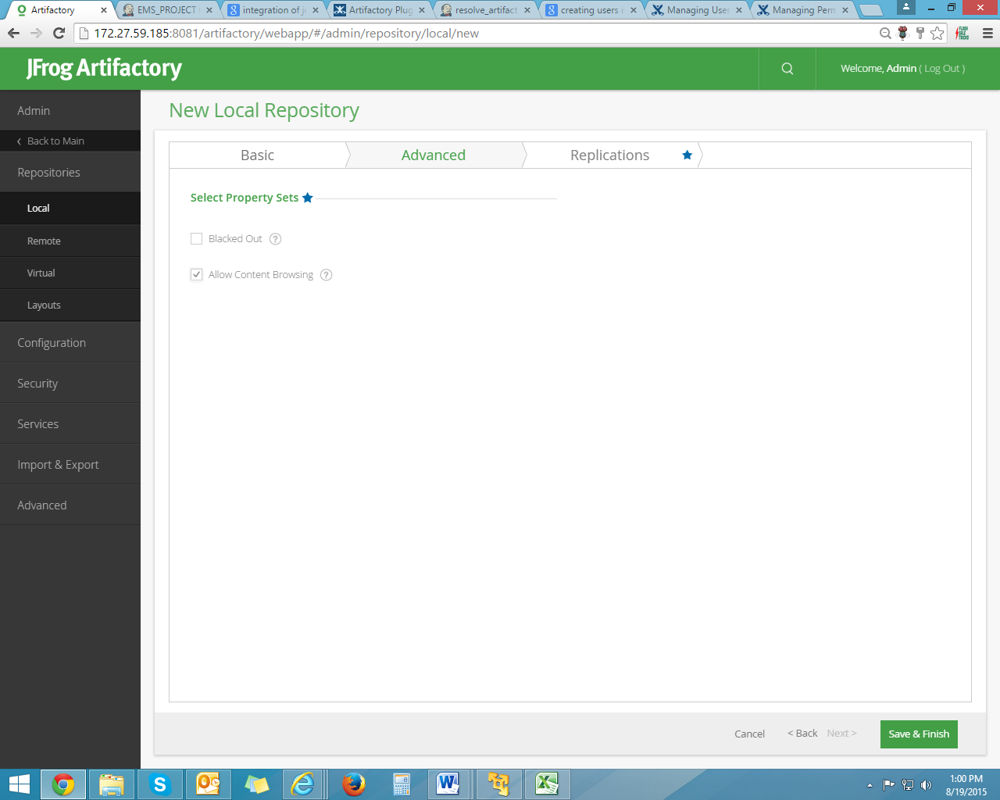 Artifactory
EMS_PROJECT
integration of j
Artifactory Plug
resolve_artifact
creating users i
Managing User
Managing Perm
172.27.59.185:8081/artifactory/webapp/#/admin/repository/local/new
FLASH SALE TRICKS
JFrog Artifactory
Welcome, Admin ( Log Out )
Admin
‹ Back to Main
Repositories
Local
Remote
Virtual
Layouts
Configuration
Security
Services
Import & Export
Advanced
New Local Repository
Basic
Advanced
Replications
Select Property Sets
Blacked Out ?
Allow Content Browsing ?
Cancel
< Back
Next >
Save & Finish
1:00 PM
8/19/2015